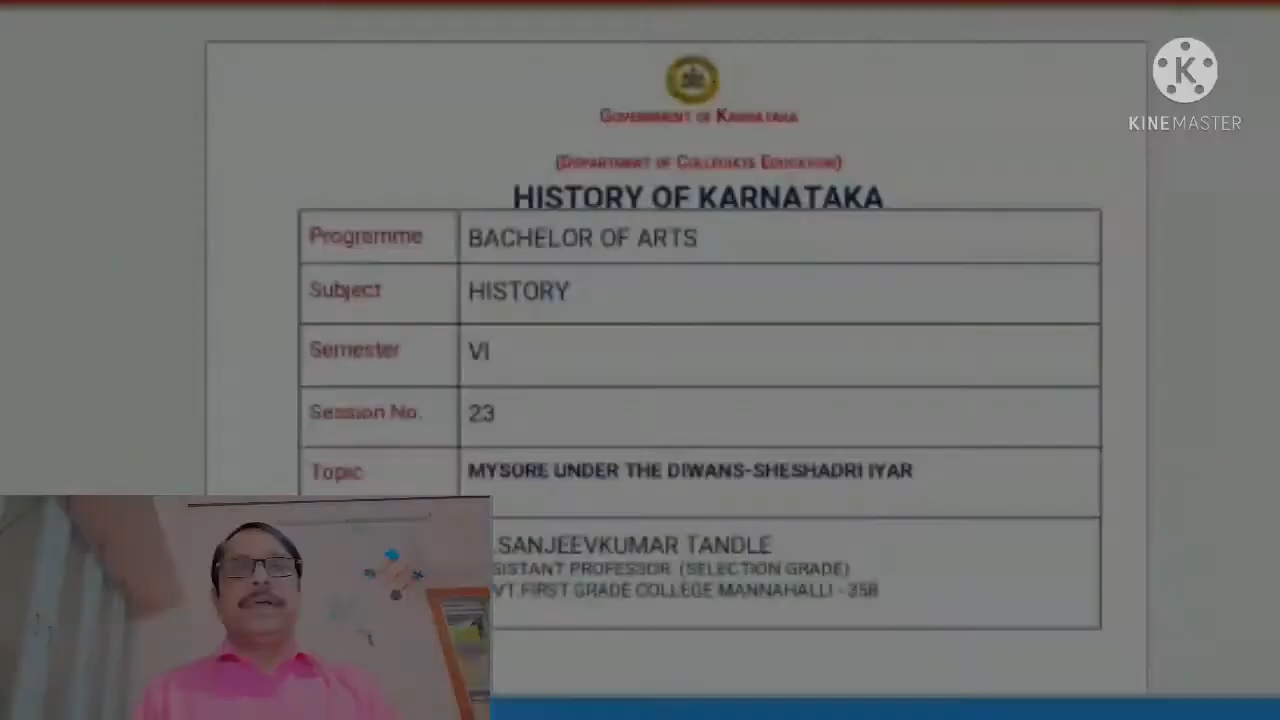 KINEMASTER
GOVERNMENT OF KARNATAKA
(DEPARTMENT OF COLLEGIATE EDUCATION)
HISTORY OF KARNATAKA
Programme BACHELOR OF ARTS
Subject HISTORY
Semester VI
Session No. 23
Topic MYSORE UNDER THE DIWANS-SHESHADRI IYAR
.SANJEEVKUMAR TANDLE
SISTANT PROFESSOR (SELECTION GRADE)
VT.FIRST GRADE COLLEGE MANNAHALLI - 358